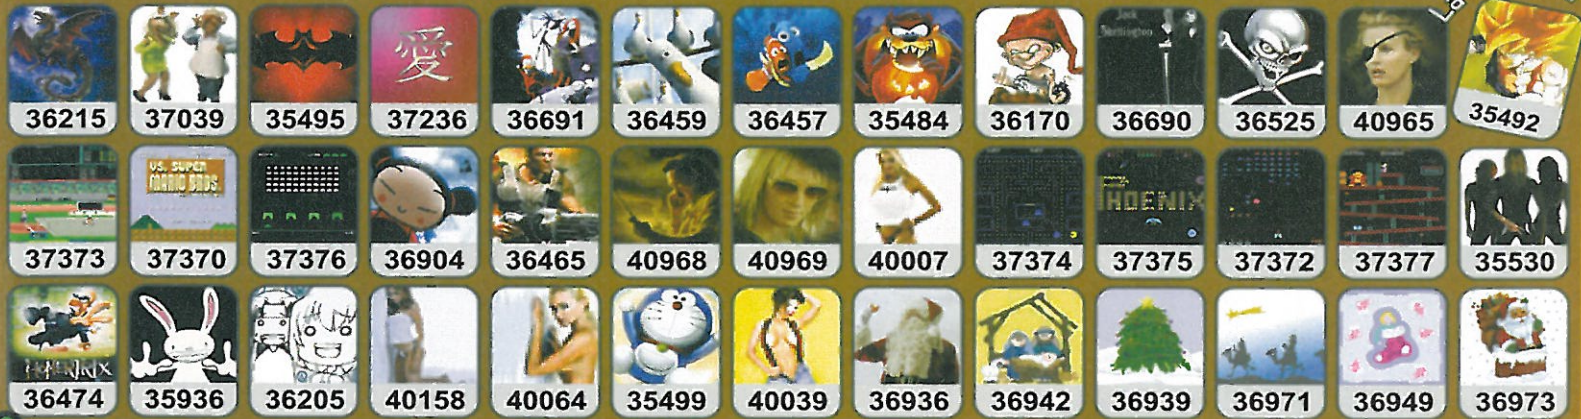 La
36215 37039 35495 37236 36691 36459 36457 35484 36170 36690 36525 40965 35492
愛
Jack
VS. SUPER
MARIO BROS.
PHOENIX
37373 37370 37376 36904 36465 40968 40969 40007 37374 37375 37372 37377 35530
36474 35936 36205 40158 40064 35499 40039 36936 36942 36939 36971 36949 36973